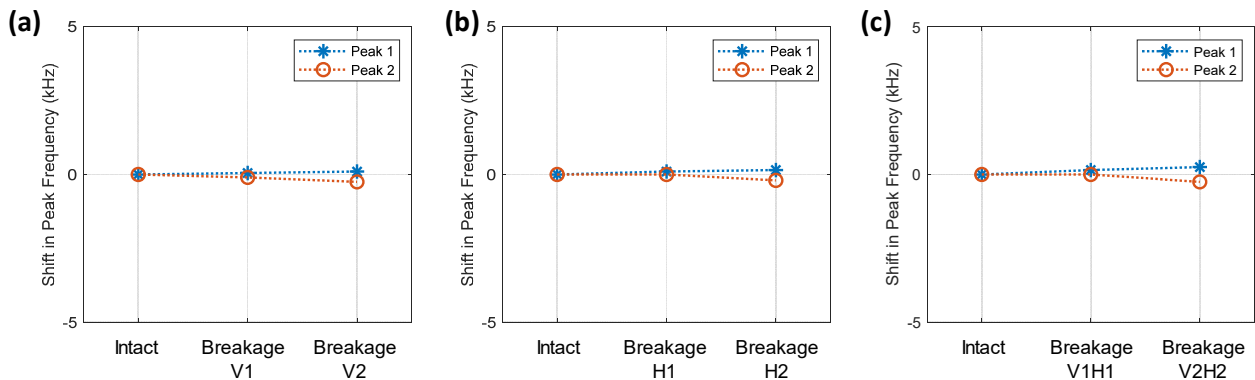 (a)
5
Peak 1
Peak 2
Shift in Peak Frequency (kHz)
0
-5
Intact
Breakage V1
Breakage V2
(b)
5
Peak 1
Peak 2
Shift in Peak Frequency (kHz)
0
-5
Intact
Breakage H1
Breakage H2
(c)
5
Peak 1
Peak 2
Shift in Peak Frequency (kHz)
0
-5
Intact
Breakage V1H1
Breakage V2H2